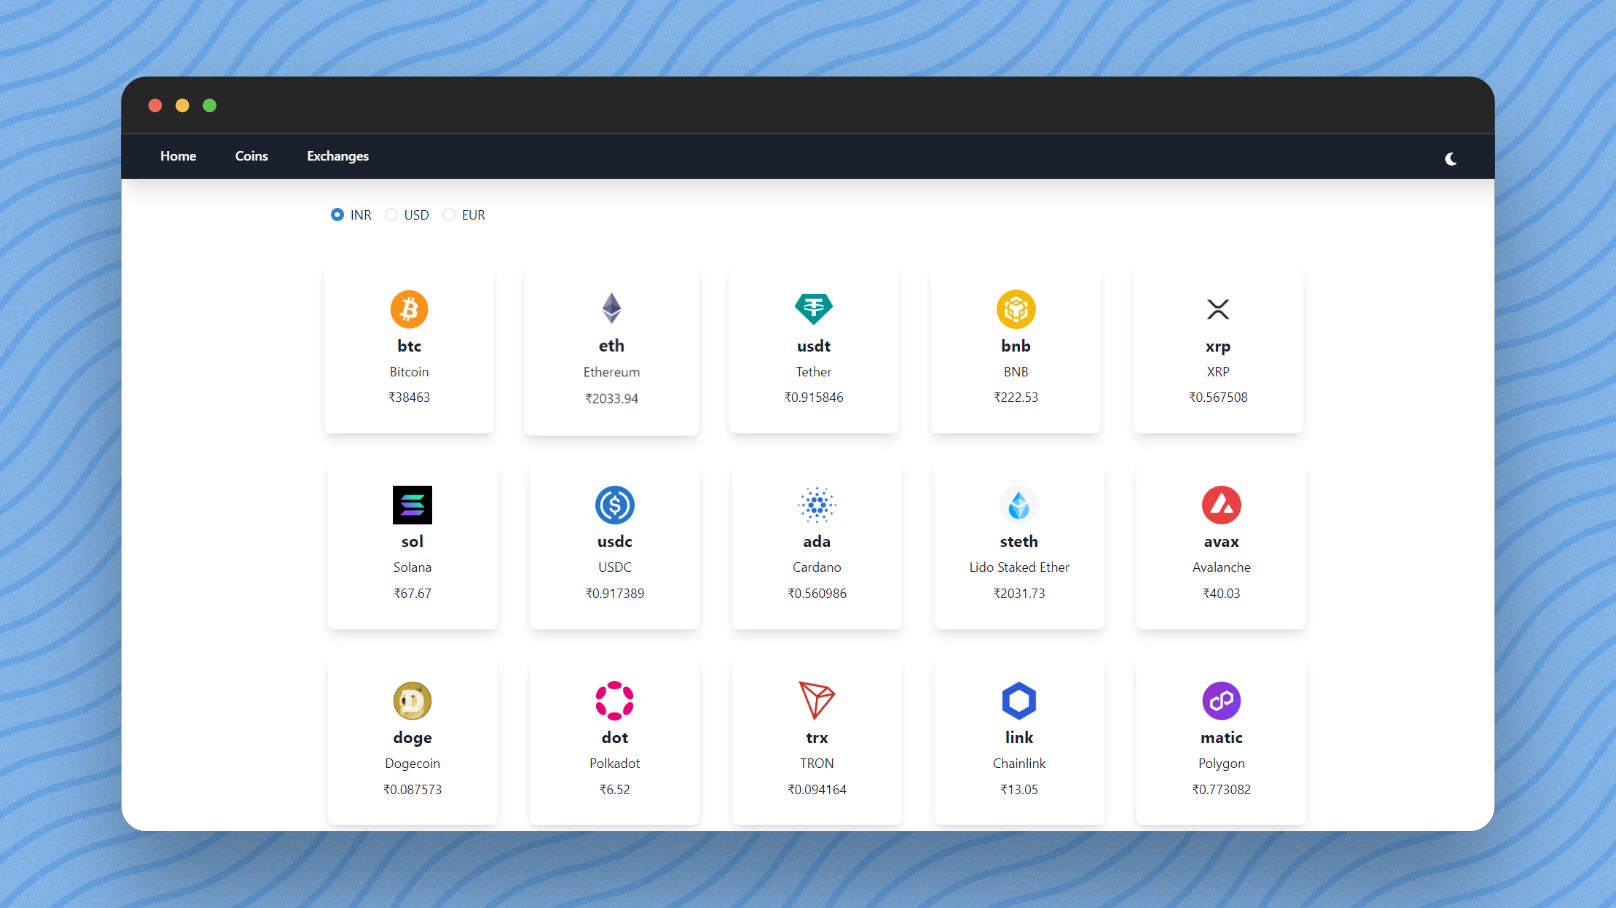 Home Coins Exchanges
INR USD EUR
btc
Bitcoin
₹38463
eth
Ethereum
₹2033.94
usdt
Tether
₹0.915846
bnb
BNB
₹222.53
xrp
XRP
₹0.567508
sol
Solana
₹67.67
usdc
USDC
₹0.917389
ada
Cardano
₹0.560986
steth
Lido Staked Ether
₹2031.73
avax
Avalanche
₹40.03
doge
Dogecoin
₹0.087573
dot
Polkadot
₹6.52
trx
TRON
₹0.094164
link
Chainlink
₹13.05
matic
Polygon
₹0.773082